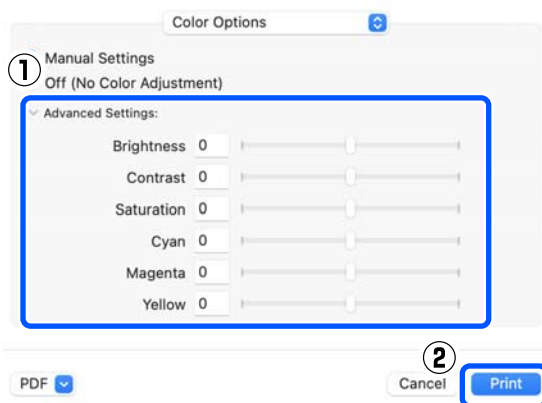 Color Options
① Manual Settings
Off (No Color Adjustment)
Advanced Settings:
Brightness 0
Contrast 0
Saturation 0
Cyan 0
Magenta 0
Yellow 0
②
PDF Cancel Print